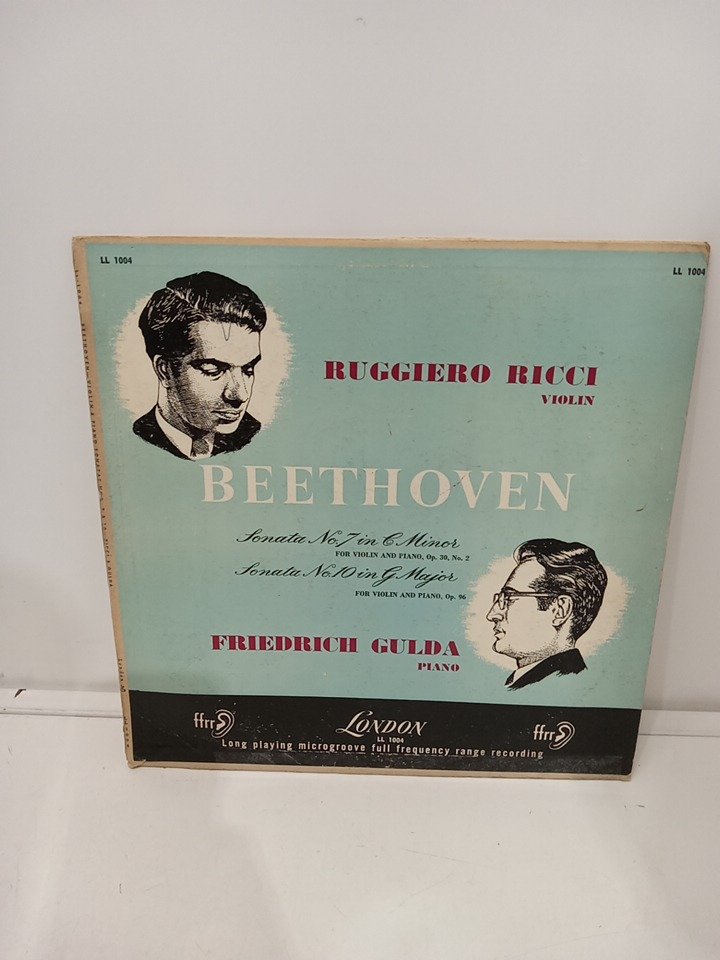 LL 1004
LL 1004
RUGGIERO RICCI
VIOLIN
BEETHOVEN
Sonata No. 7 in C Minor
FOR VIOLIN AND PIANO, Op. 30, No. 2
Sonata No. 10 in G Major
FOR VIOLIN AND PIANO, Op. 96
FRIEDRICH GULDA
PIANO
ffrr
LONDON
ffrr
LL 1004
Long playing microgroove full frequency range recording